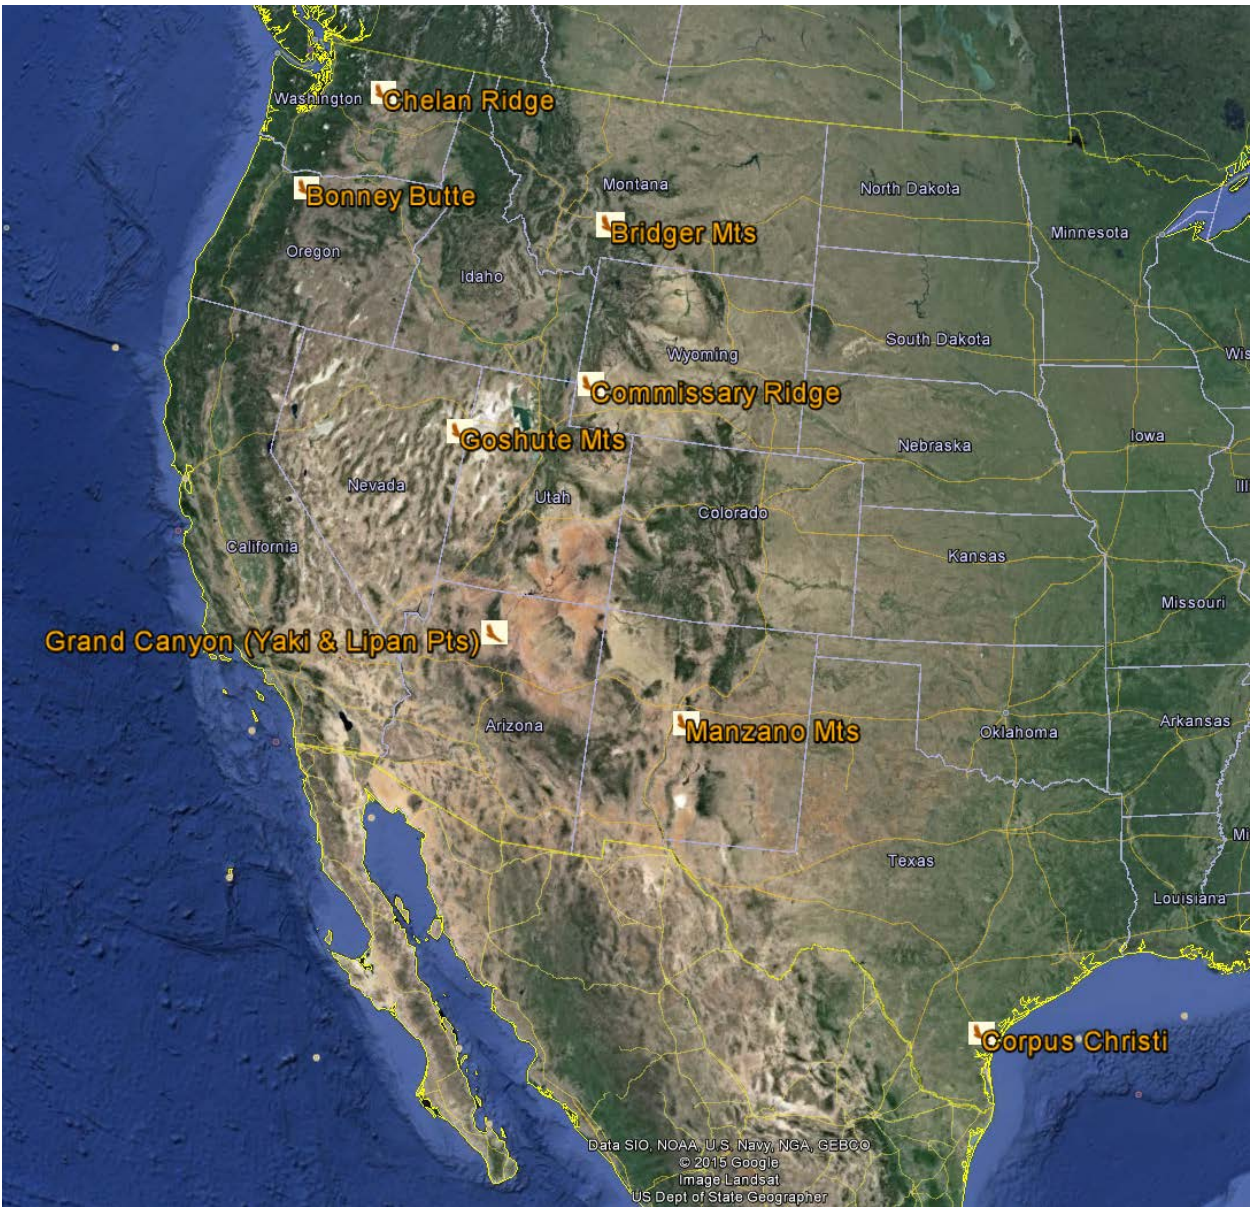 Washington
Chelan Ridge
Bonney Butte
Montana
North Dakota
Minnesota
Bridger Mts
Oregon
Idaho
South Dakota
Wyoming
Wis
Commissary Ridge
Goshute Mts
Iowa
Nebraska
Nevada
Utah
Ill
Colorado
California
Kansas
Missouri
Grand Canyon (Yaki & Lipan Pts)
Arizona
Manzano Mts
Oklahoma
Arkansas
Mi
Texas
Louisiana
Corpus Christi
Data SIO, NOAA, U.S. Navy, NGA, GEBCO
© 2015 Google
Image Landsat
US Dept of State Geographer